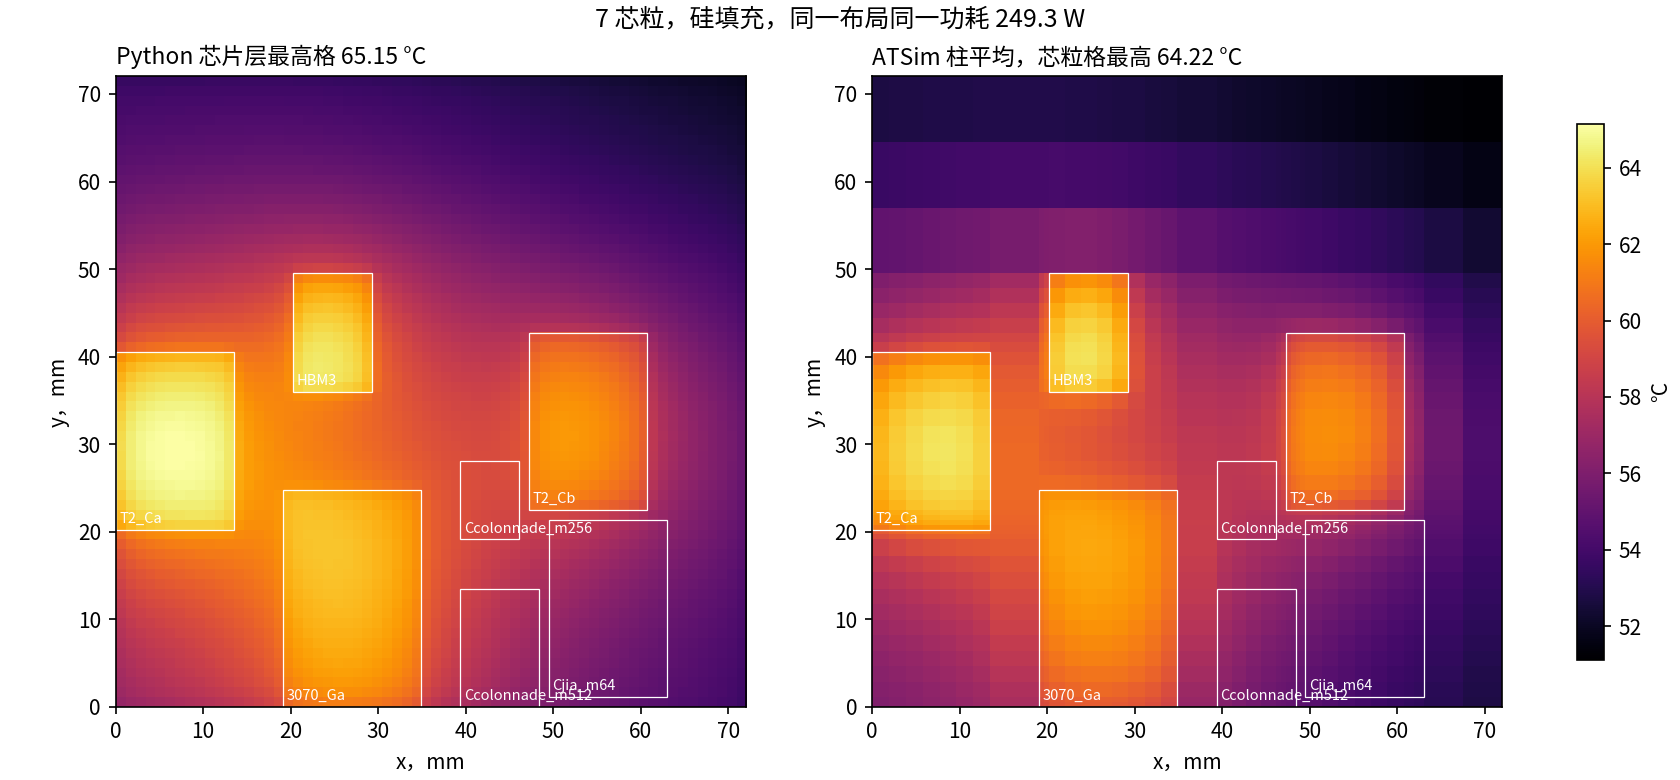 7 芯粒，硅填充，同一布局同一功耗 249.3 W
Python 芯片层最高格 65.15 °C
70
60
50
40
30
20
10
0
y，mm
HBM3
T2_Ca
T2_Cb
Ccolonnade_m256
3070_Ga
Cjia_m64
Ccolonnade_m512
0 10 20 30 40 50 60 70
x，mm
ATSim 柱平均，芯粒格最高 64.22 °C
70
60
50
40
30
20
10
0
y，mm
HBM3
T2_Ca
T2_Cb
Ccolonnade_m256
3070_Ga
Cjia_m64
Ccolonnade_m512
0 10 20 30 40 50 60 70
x，mm
64
62
60
58
56
54
52
°C